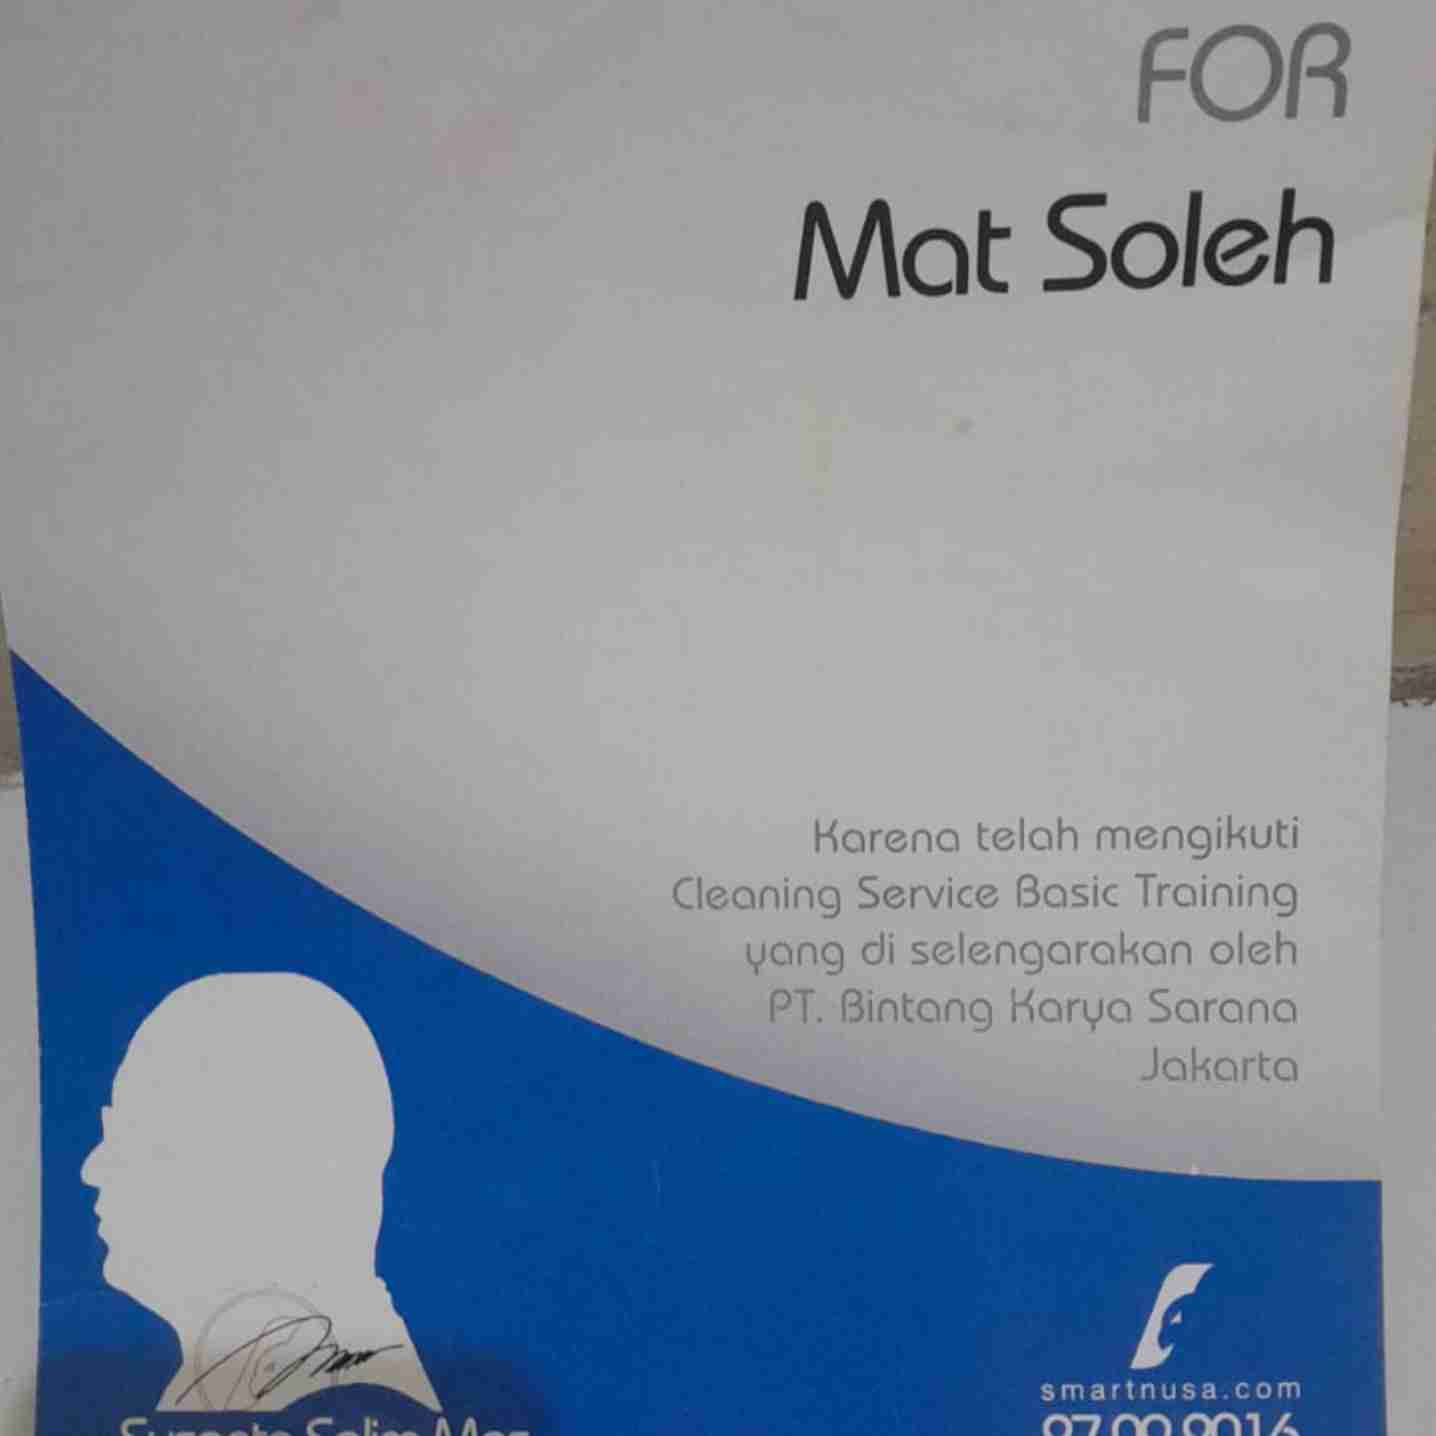 FOR
Mat Soleh
Karena telah mengikuti
Cleaning Service Basic Training
yang di selengarakan oleh
PT. Bintang Karya Sarana
Jakarta
smartnusa.com